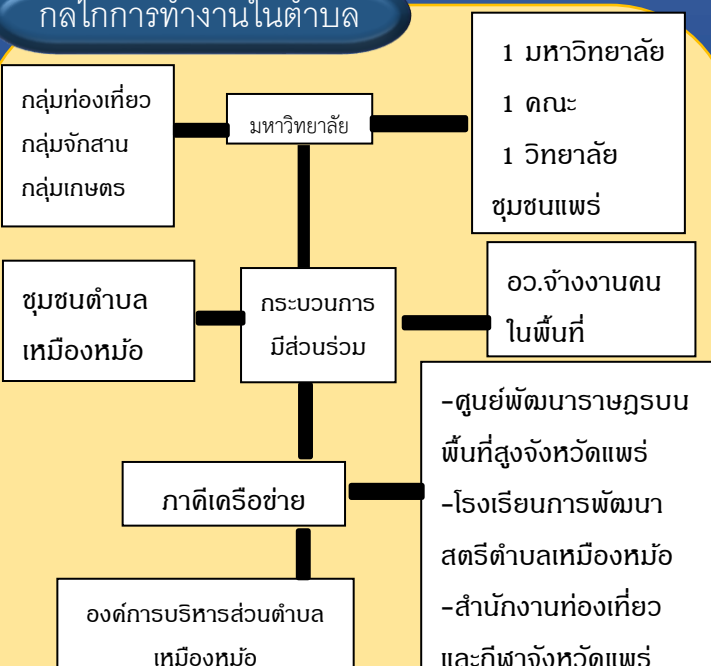 กลไกการทำงานในตำบล
กลุ่มท่องเที่ยว
กลุ่มจักสาน
กลุ่มเกษตร
มหาวิทยาลัย
1 มหาวิทยาลัย
1 คณะ
1 วิทยาลัย
ชุมชนแพร่
ชุมชนตำบล
เหมืองหม้อ
กระบวนการ
มีส่วนร่วม
อว.จ้างงานคน
ในพื้นที่
ภาคีเครือข่าย
-ศูนย์พัฒนาราษฎรบน
พื้นที่สูงจังหวัดแพร่
-โรงเรียนการพัฒนา
สตรีตำบลเหมืองหม้อ
-สำนักงานท่องเที่ยว
และกีฬาจังหวัดแพร่
องค์การบริหารส่วนตำบล
เหมืองหม้อ